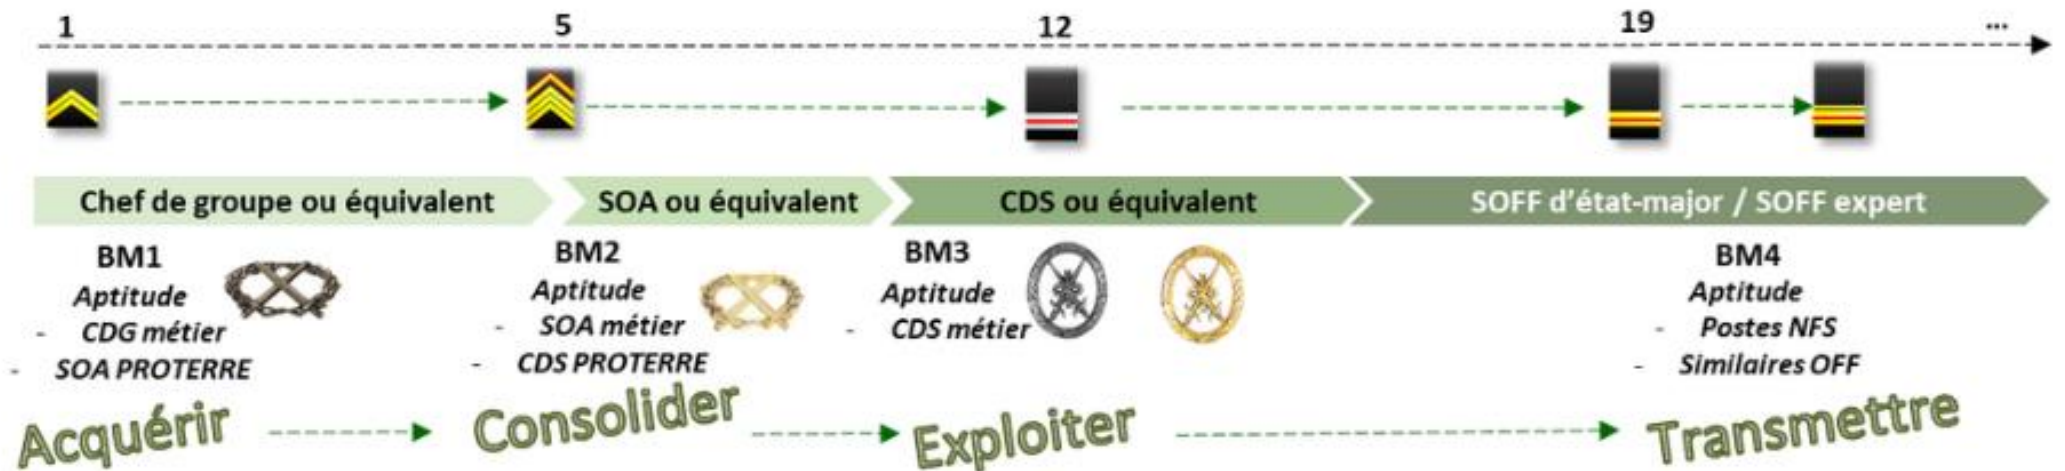 1 5 12 19 ...
Chef de groupe ou équivalent
SOA ou équivalent
CDS ou équivalent
SOFF d'état-major / SOFF expert
BM1
Aptitude
- CDG métier
- SOA PROTERRE
BM2
Aptitude
- SOA métier
- CDS PROTERRE
BM3
Aptitude
- CDS métier
BM4
Aptitude
- Postes NFS
- Similaires OFF
Acquérir
Consolider
Exploiter
Transmettre